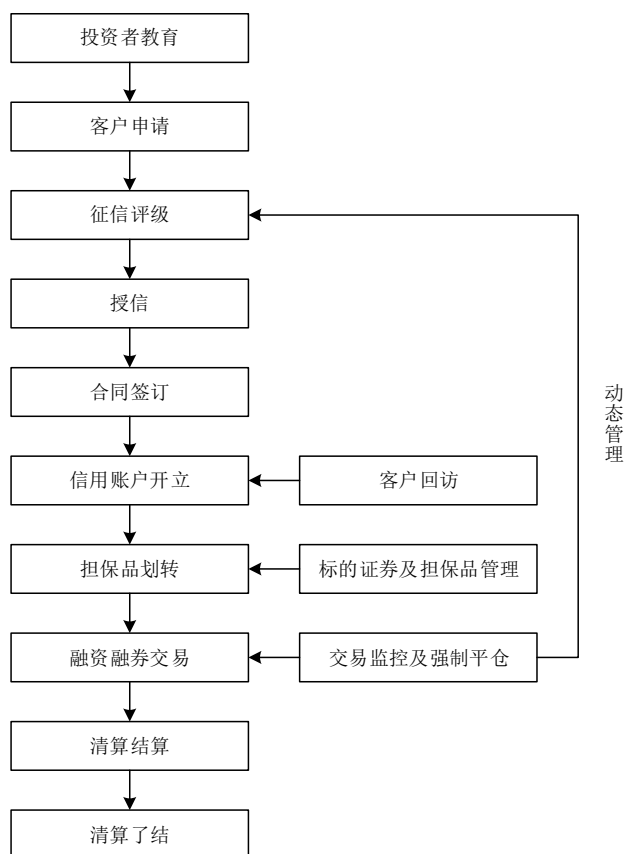 投资者教育
客户申请
征信评级
授信
合同签订
动态管理
信用账户开立
客户回访
担保品划转
标的证券及担保品管理
融资融券交易
交易监控及强制平仓
清算结算
清算了结